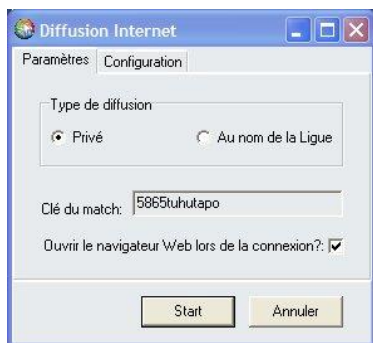 Diffusion Internet
Paramètres Configuration
Type de diffusion
Privé Au nom de la Ligue
Clé du match: 5865tuhutapo
Ouvrir le navigateur Web lors de la connexion?:
Start Annuler